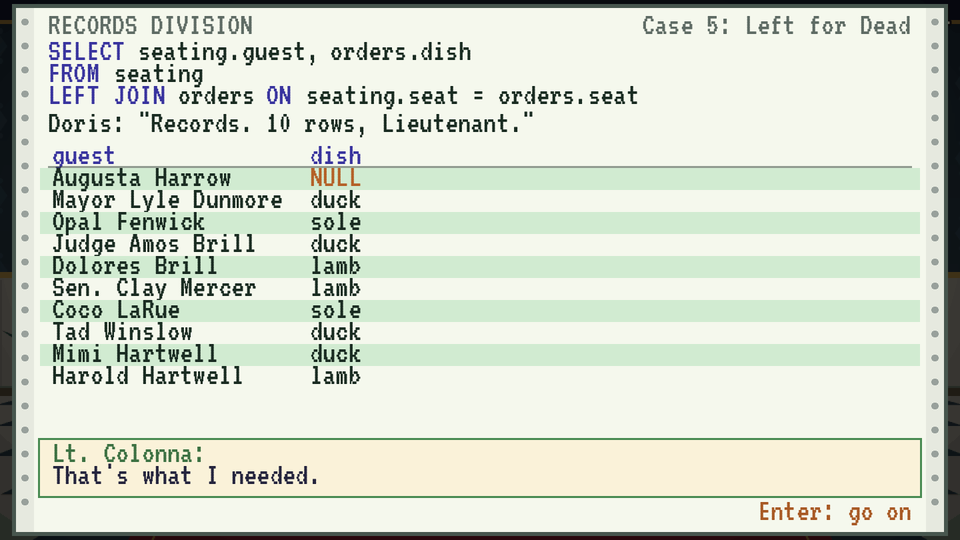 RECORDS DIVISION Case 5: Left for Dead
SELECT seating.guest, orders.dish
FROM seating
LEFT JOIN orders ON seating.seat = orders.seat
Doris: "Records. 10 rows, Lieutenant."
guest dish
Augusta Harrow NULL
Mayor Lyle Dunmore duck
Opal Fenwick sole
Judge Amos Brill duck
Dolores Brill lamb
Sen. Clay Mercer lamb
Coco LaRue sole
Tad Winslow duck
Mimi Hartwell duck
Harold Hartwell lamb
Lt. Colonna:
That's what I needed.
Enter: go on